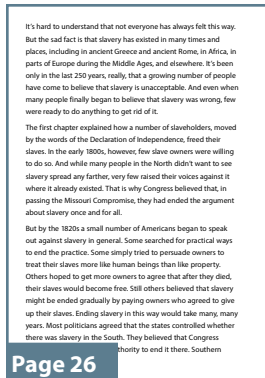 It's hard to understand that not everyone has always felt this way.
But the sad fact is that slavery has existed in many times and
places, including in ancient Greece and ancient Rome, in Africa, in
parts of Europe during the Middle Ages, and elsewhere. It's been
only in the last 250 years, really, that a growing number of people
have come to believe that slavery is unacceptable. And even when
many people finally began to believe that slavery was wrong, few
were ready to do anything to get rid of it.
The first chapter explained how a number of slaveholders, moved
by the words of the Declaration of Independence, freed their
slaves. In the early 1800s, however, few slave owners were willing
to do so. And while many people in the North didn't want to see
slavery spread any farther, very few raised their voices against it
where it already existed. That is why Congress believed that, in
passing the Missouri Compromise, they had ended the argument
about slavery once and for all.
But by the 1820s a small number of Americans began to speak
out against slavery in general. Some searched for practical ways
to end the practice. Some simply tried to persuade owners to
treat their slaves more like human beings than like property.
Others hoped to get more owners to agree that after they died,
their slaves would become free. Still others believed that slavery
might be ended gradually by paying owners who agreed to give
up their slaves. Ending slavery in this way would take many, many
years. Most politicians agreed that the states controlled whether
there was slavery in the South. They believed that Congress
thority to end it there. Southern
Page 26